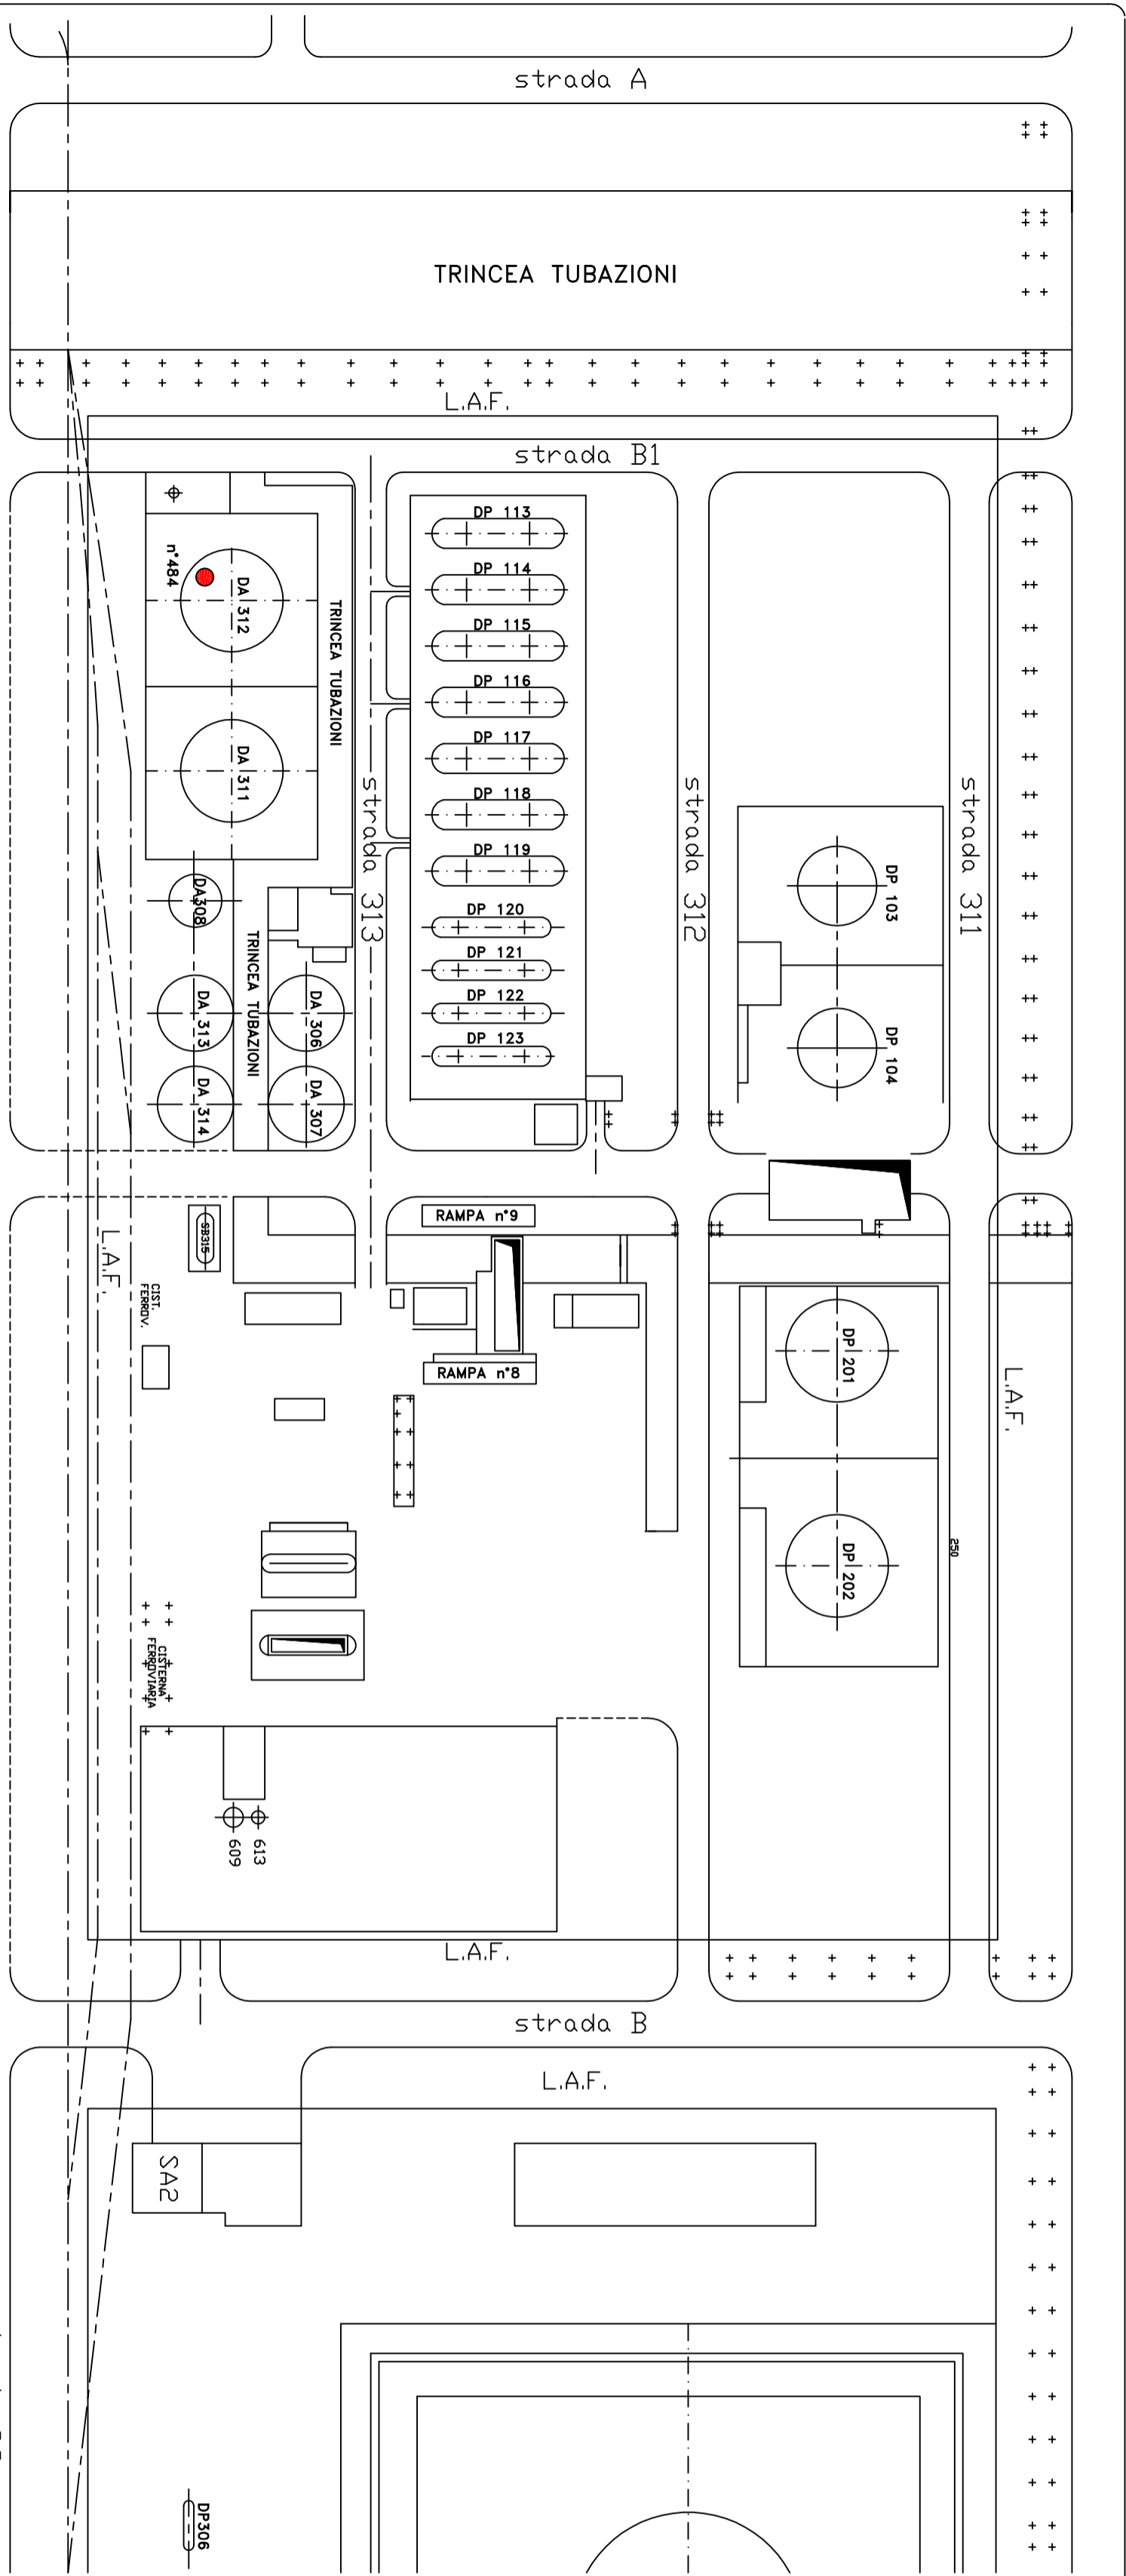 strada A
TRINCEA TUBAZIONI
L.A.F.
strada B1
DP 113
n°484
DA 312
DP 114
TRINCEA TUBAZIONI
DP 115
DP 116
DA 311
DP 117
strada 313
strada 312
strada 311
DP 118
DP 119
DP 103
DA308
DP 120
TRINCEA TUBAZIONI
DP 121
DA 313
DA 306
DP 122
DP 123
DP 104
DA 314
DA 307
RAMPA n°9
SB315
L.A.F.
CIST.
FERROV.
DP 201
RAMPA n°8
L.A.F.
DP 202
250
CISTERNA
FERROVIARIA
613
609
L.A.F.
strada B
L.A.F.
SA2
DP306